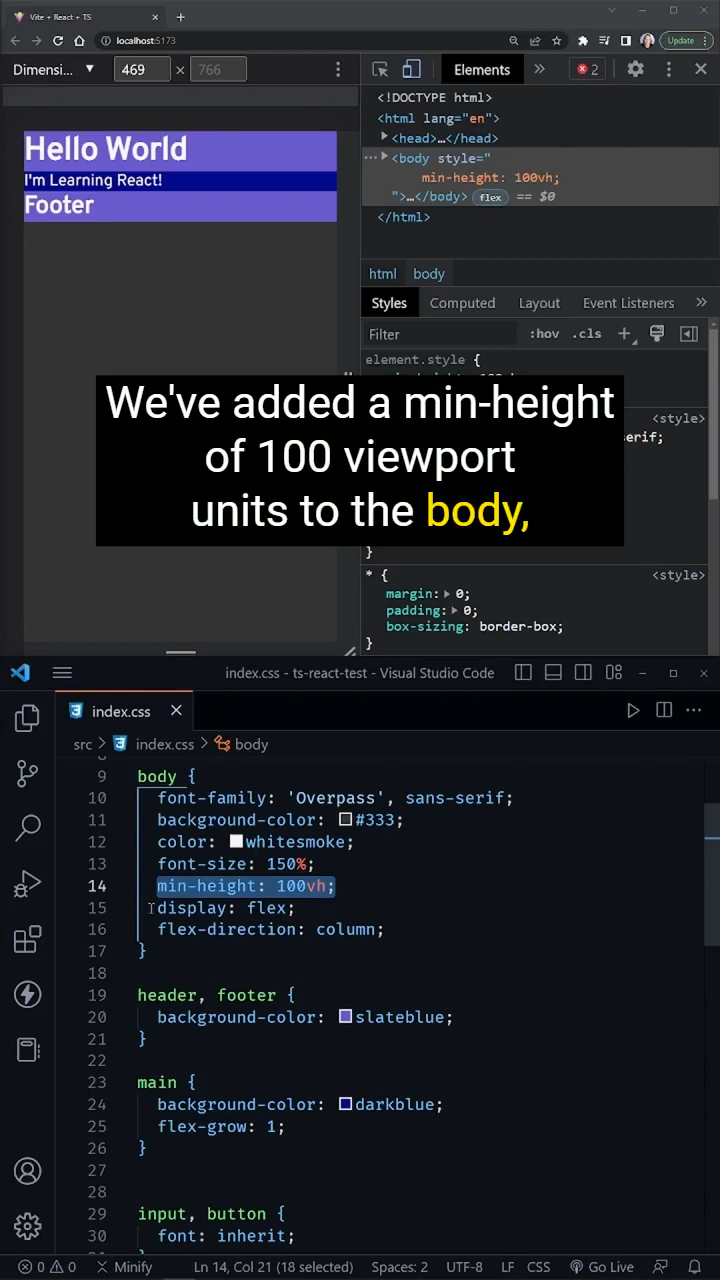 Vite + React + TS
localhost:5173
Update
Dimensi...
469 × 766
Elements
2
<!DOCTYPE html>
<html lang="en">
<head>…</head>
<body style="
min-height: 100vh;
">…</body> flex == $0
</html>
html body
Styles Computed Layout Event Listeners
Filter
:hov .cls
element.style {
<style>
erif;
}
* { <style>
margin: 0;
padding: 0;
box-sizing: border-box;
}
Hello World
I'm Learning React!
Footer
We've added a min-height
of 100 viewport
units to the body,
index.css - ts-react-test - Visual Studio Code
index.css
src > index.css > body
8
9 body {
10 font-family: 'Overpass', sans-serif;
11 background-color: #333;
12 color: whitesmoke;
13 font-size: 150%;
14 min-height: 100vh;
15 display: flex;
16 flex-direction: column;
17 }
18
19 header, footer {
20 background-color: slateblue;
21 }
22
23 main {
24 background-color: darkblue;
25 flex-grow: 1;
26 }
27
28
29 input, button {
30 font: inherit;
0 0 Minify Ln 14, Col 21 (18 selected) Spaces: 2 UTF-8 LF CSS Go Live